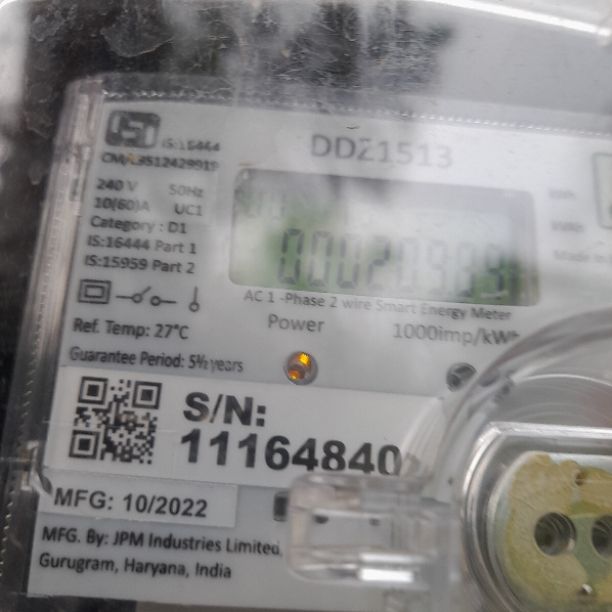 ISI
IS:16444
CM/L
240 V 50Hz
10(60)A UC1
Category : D1
IS:16444 Part 1
IS:15959 Part 2
DDZ1513
AC 1 -Phase 2 wire Smart Energy Meter
Ref. Temp: 27°C
Power 1000imp/kWh
Guarantee Period: 5½ years
S/N:
11164840
MFG: 10/2022
MFG. By: JPM Industries Limited,
Gurugram, Haryana, India